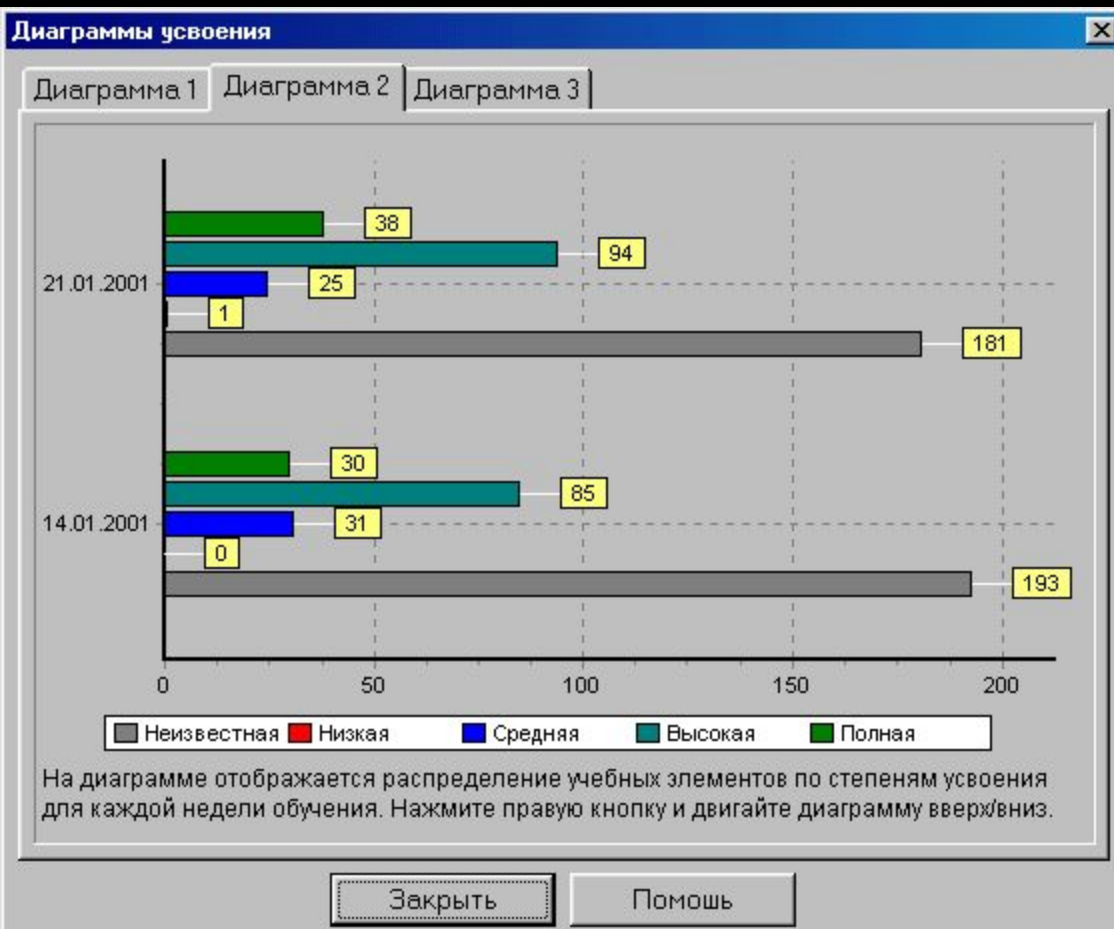 Диаграммы усвоения
Диаграмма 1 Диаграмма 2 Диаграмма 3
38
94
21.01.2001 25
1
181
30
85
14.01.2001 31
0
193
0 50 100 150 200
Неизвестная Низкая Средняя Высокая Полная
На диаграмме отображается распределение учебных элементов по степеням усвоения
для каждой недели обучения. Нажмите правую кнопку и двигайте диаграмму вверх/вниз.
Закрыть Помошь